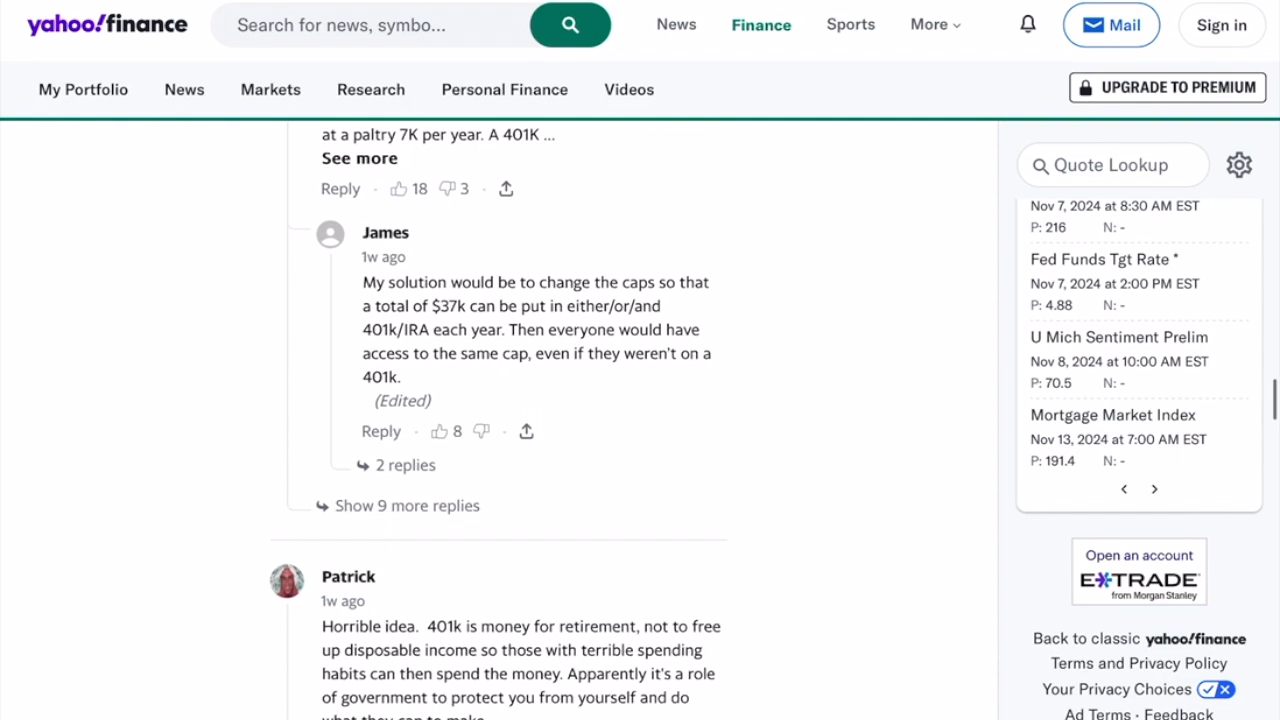 yahoo!finance
Search for news, symbo...
News
Finance
Sports
More
Mail
Sign in
My Portfolio
News
Markets
Research
Personal Finance
Videos
UPGRADE TO PREMIUM
at a paltry 7K per year. A 401K ...
See more
Reply · 18 3 ·
James
1w ago
My solution would be to change the caps so that
a total of $37k can be put in either/or/and
401k/IRA each year. Then everyone would have
access to the same cap, even if they weren't on a
401k.
(Edited)
Reply · 8 ·
2 replies
Show 9 more replies
Patrick
1w ago
Horrible idea. 401k is money for retirement, not to free
up disposable income so those with terrible spending
habits can then spend the money. Apparently it's a role
of government to protect you from yourself and do
what they can to make
Quote Lookup
Nov 7, 2024 at 8:30 AM EST
P: 216 N: -
Fed Funds Tgt Rate *
Nov 7, 2024 at 2:00 PM EST
P: 4.88 N: -
U Mich Sentiment Prelim
Nov 8, 2024 at 10:00 AM EST
P: 70.5 N: -
Mortgage Market Index
Nov 13, 2024 at 7:00 AM EST
P: 191.4 N: -
Open an account
E*TRADE
from Morgan Stanley
Back to classic yahoo!finance
Terms and Privacy Policy
Your Privacy Choices
Ad Terms · Feedback